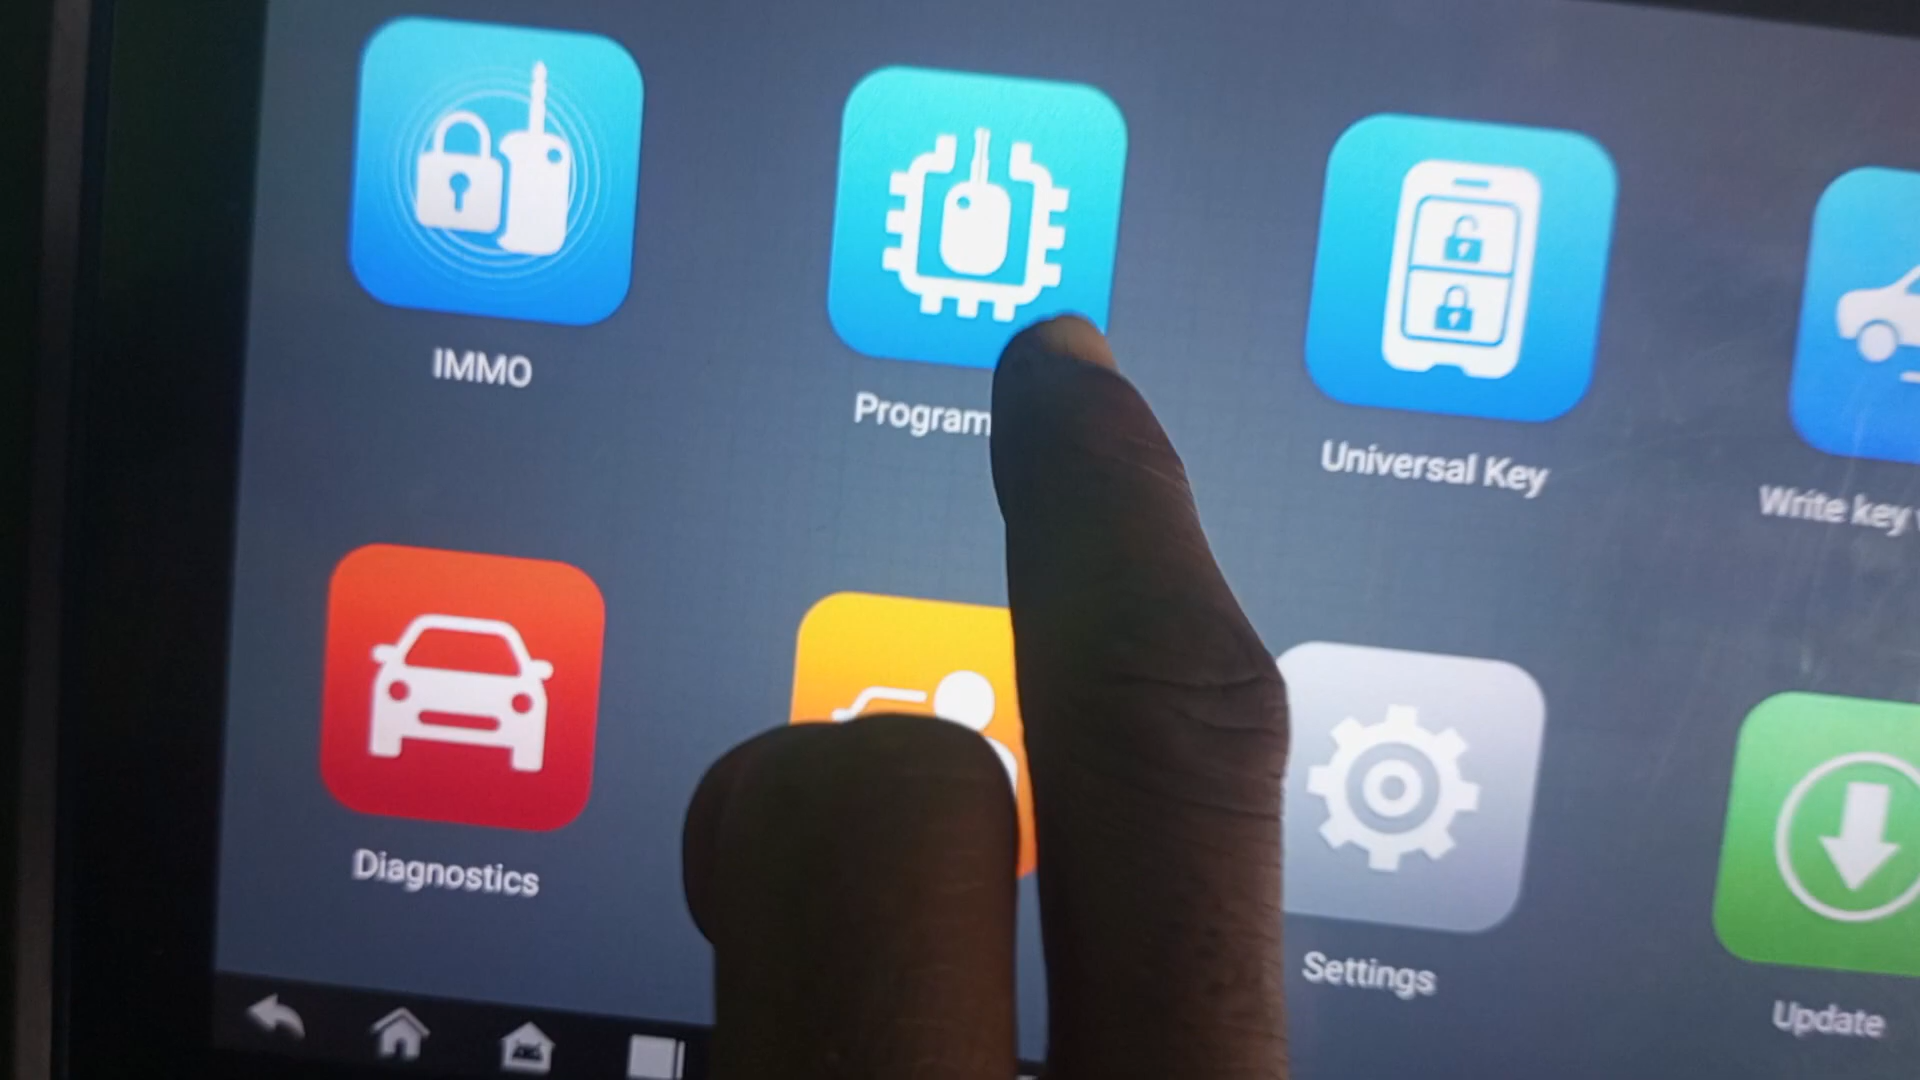 IMMO
Program
Universal Key
Write key
Diagnostics
Settings
Update